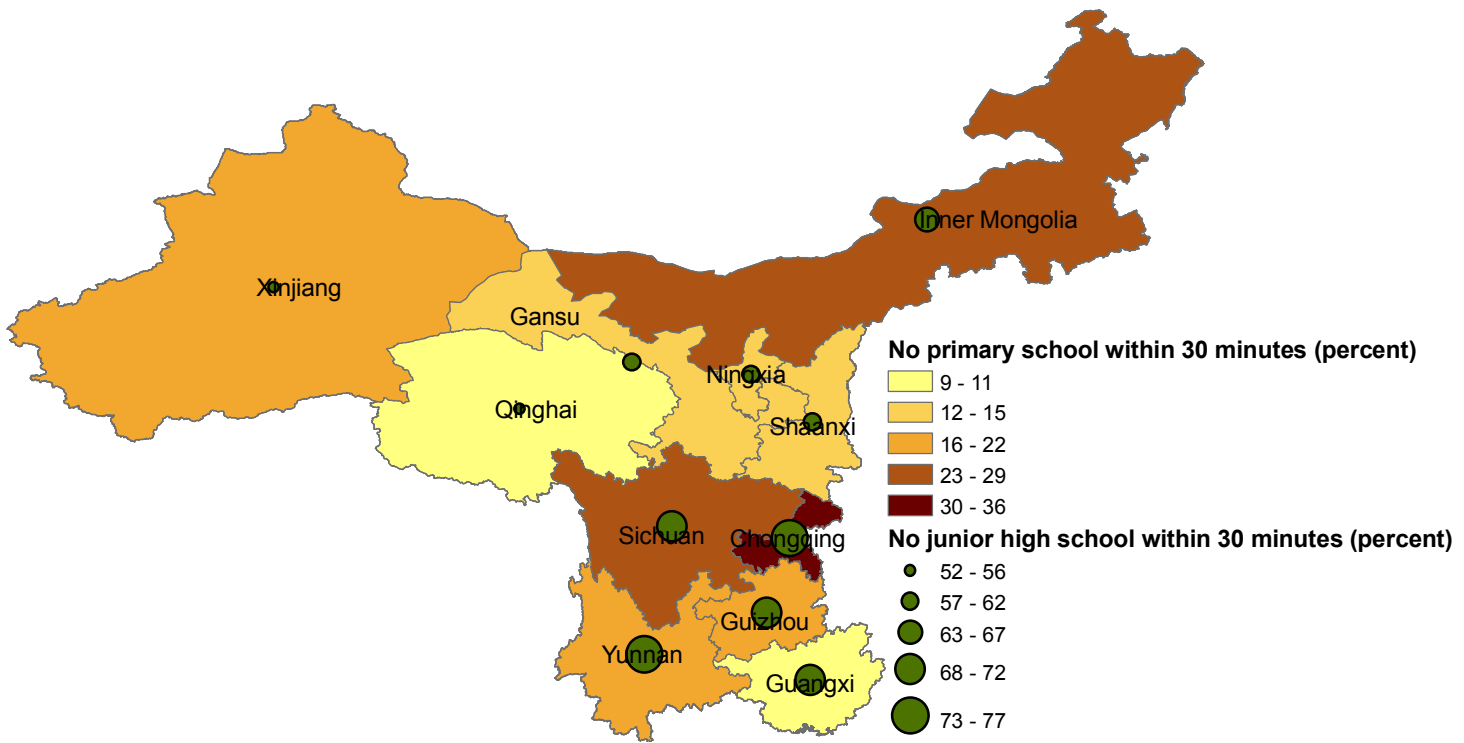 Inner Mongolia
Xinjiang
Gansu
Ningxia
Qinghai
Shaanxi
Sichuan
Chongqing
Guizhou
Yunnan
Guangxi
No primary school within 30 minutes (percent)
9 - 11
12 - 15
16 - 22
23 - 29
30 - 36
No junior high school within 30 minutes (percent)
52 - 56
57 - 62
63 - 67
68 - 72
73 - 77